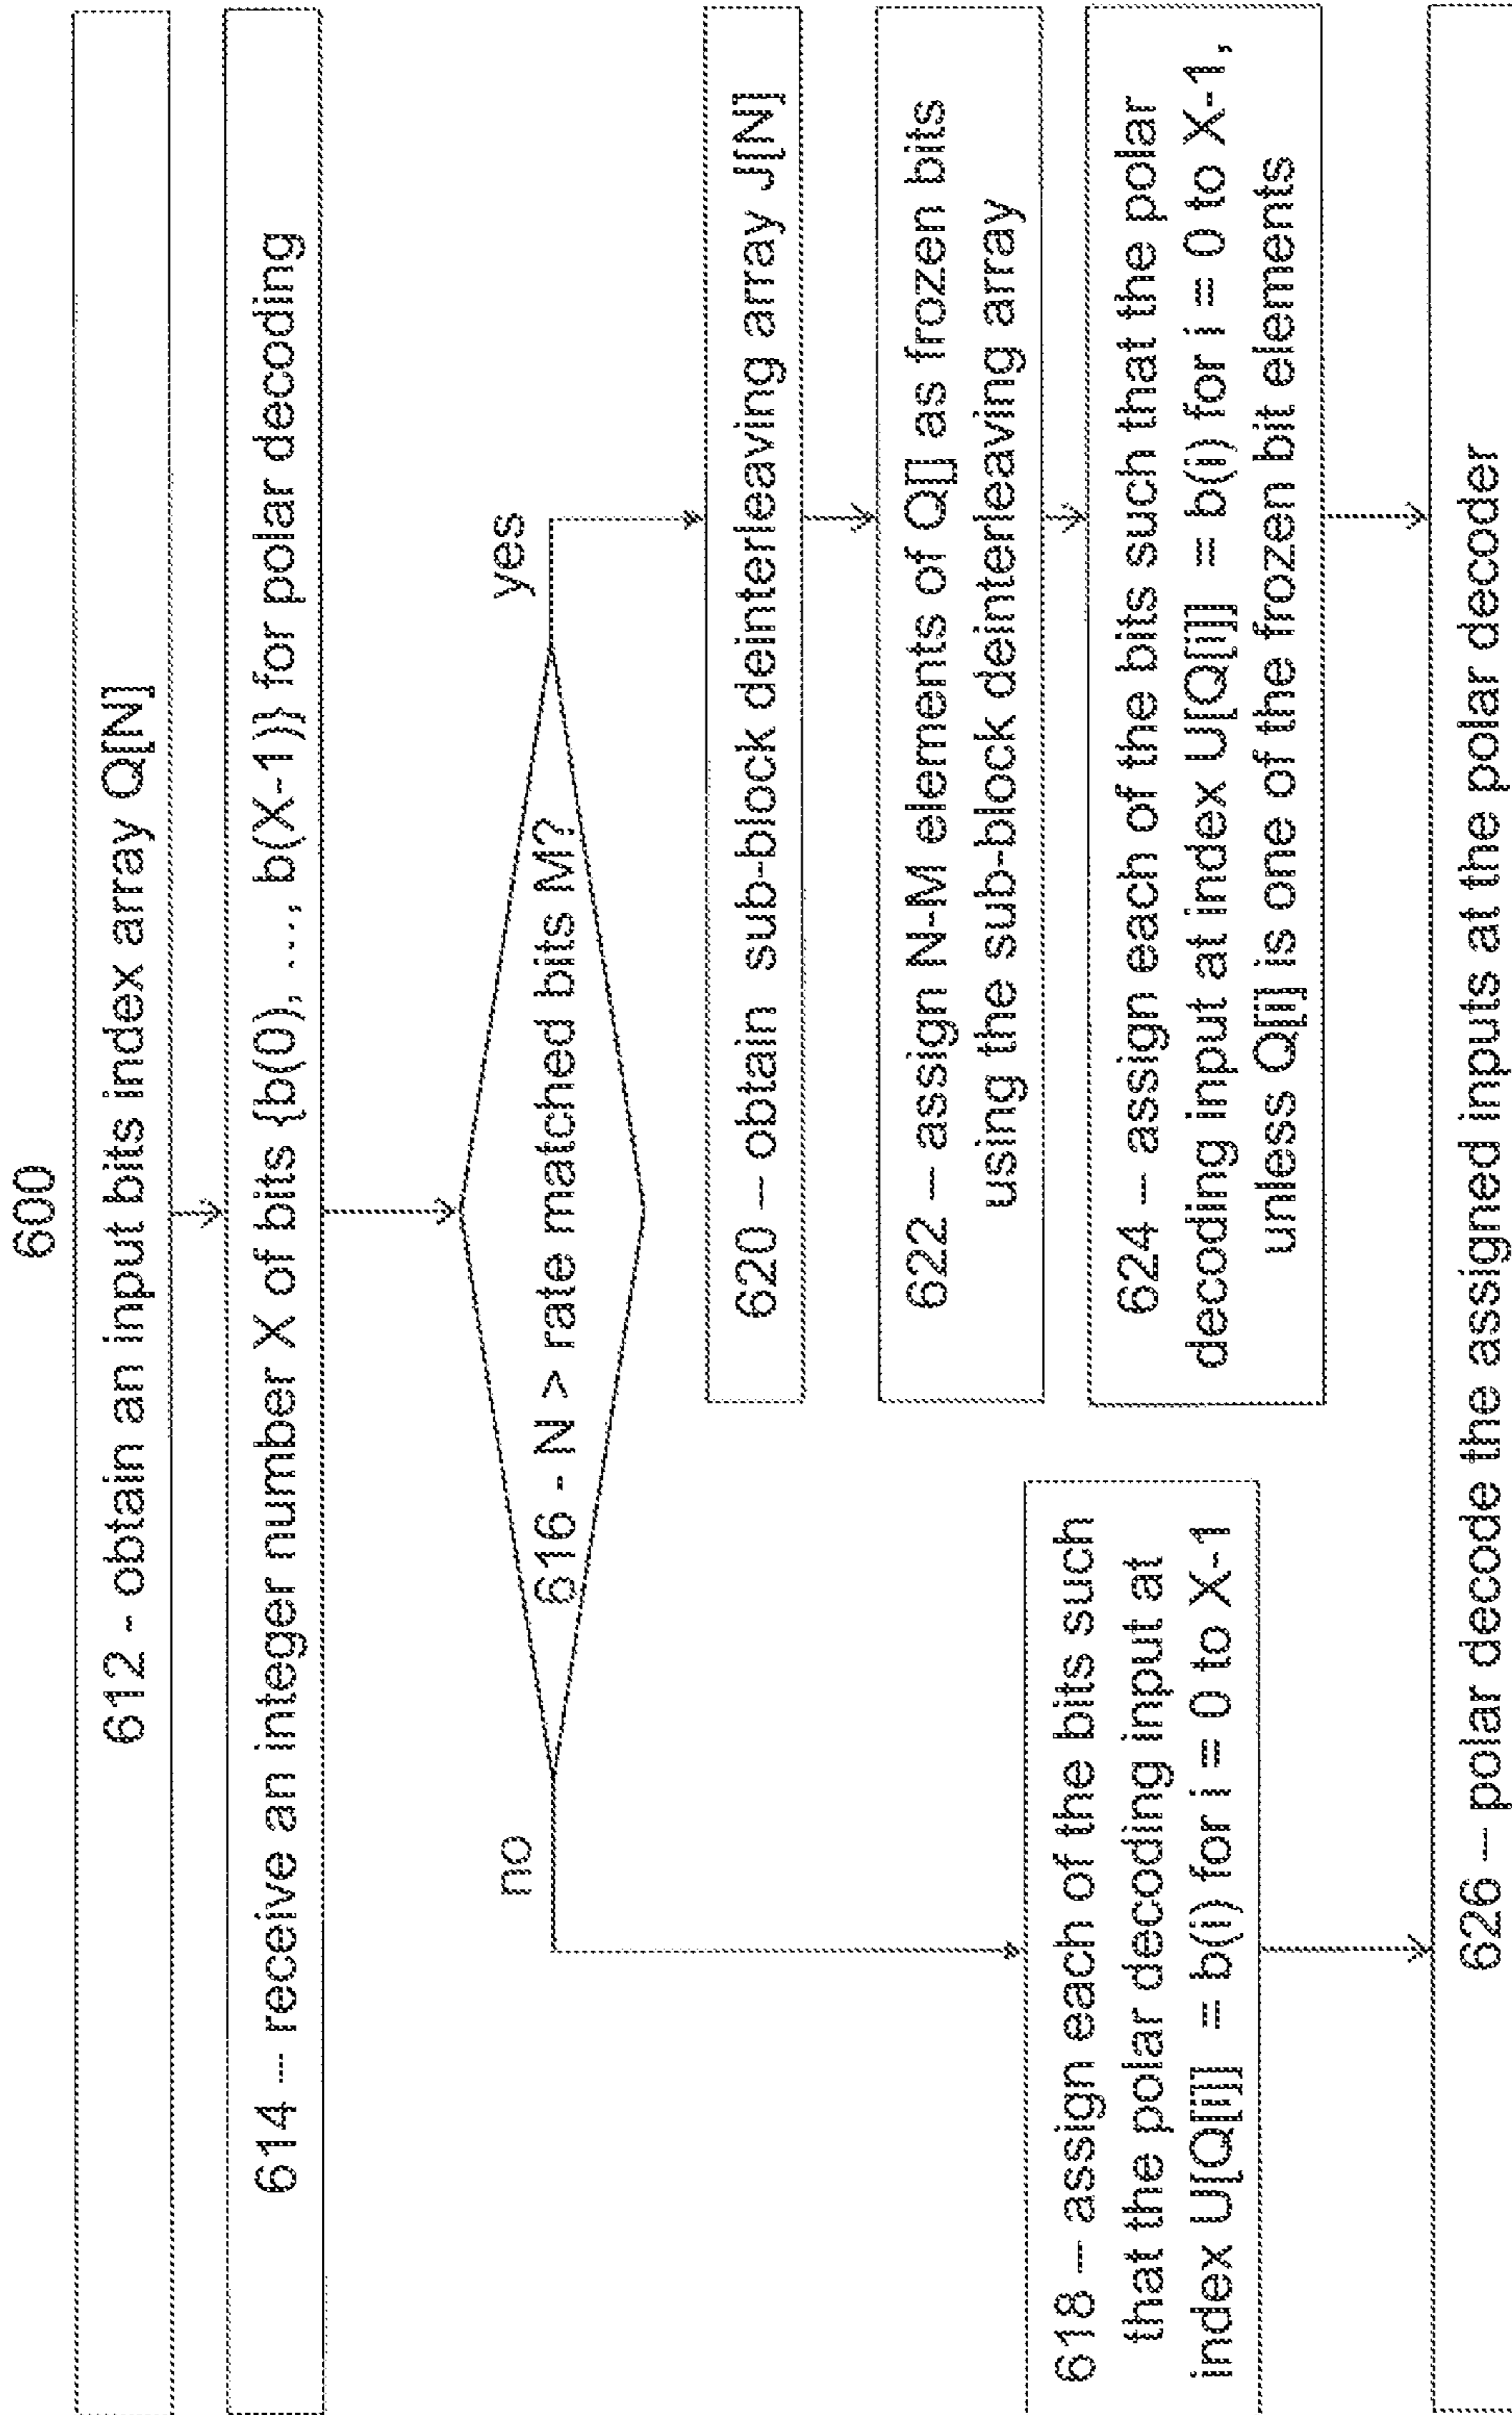 600
612 - obtain an input bits index array Q[N]
614 -- receive an integer number X of bits {b(0), ..., b(X-1)} for polar decoding
616 - N > rate matched bits M?
no
yes
618 – assign each of the bits such
that the polar decoding input at
index U[Q[i]] = b(i) for i = 0 to X-1
620 – obtain sub-block deinterleaving array J[N]
622 – assign N-M elements of Q[] as frozen bits
using the sub-block deinterleaving array
624 – assign each of the bits such that the polar
decoding input at index U[Q[i]] = b(i) for i = 0 to X-1,
unless Q[i] is one of the frozen bit elements
626 – polar decode the assigned inputs at the polar decoder